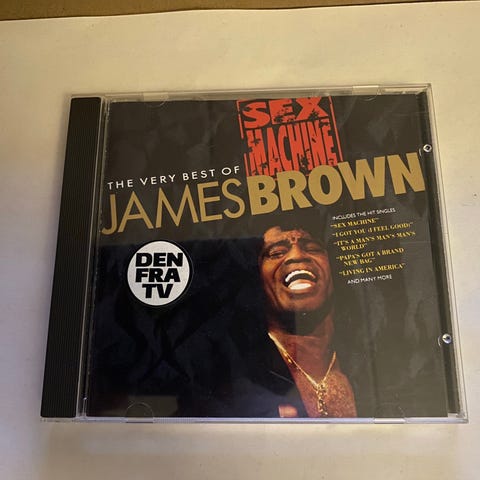 SEX
MACHINE
THE VERY BEST OF
JAMES BROWN
INCLUDES THE HIT SINGLES
"SEX MACHINE"
"I GOT YOU (I FEEL GOOD)"
"IT'S A MAN'S MAN'S MAN'S
WORLD"
"PAPA'S GOT A BRAND
NEW BAG"
"LIVING IN AMERICA"
AND MANY MORE
DEN
FRA
TV